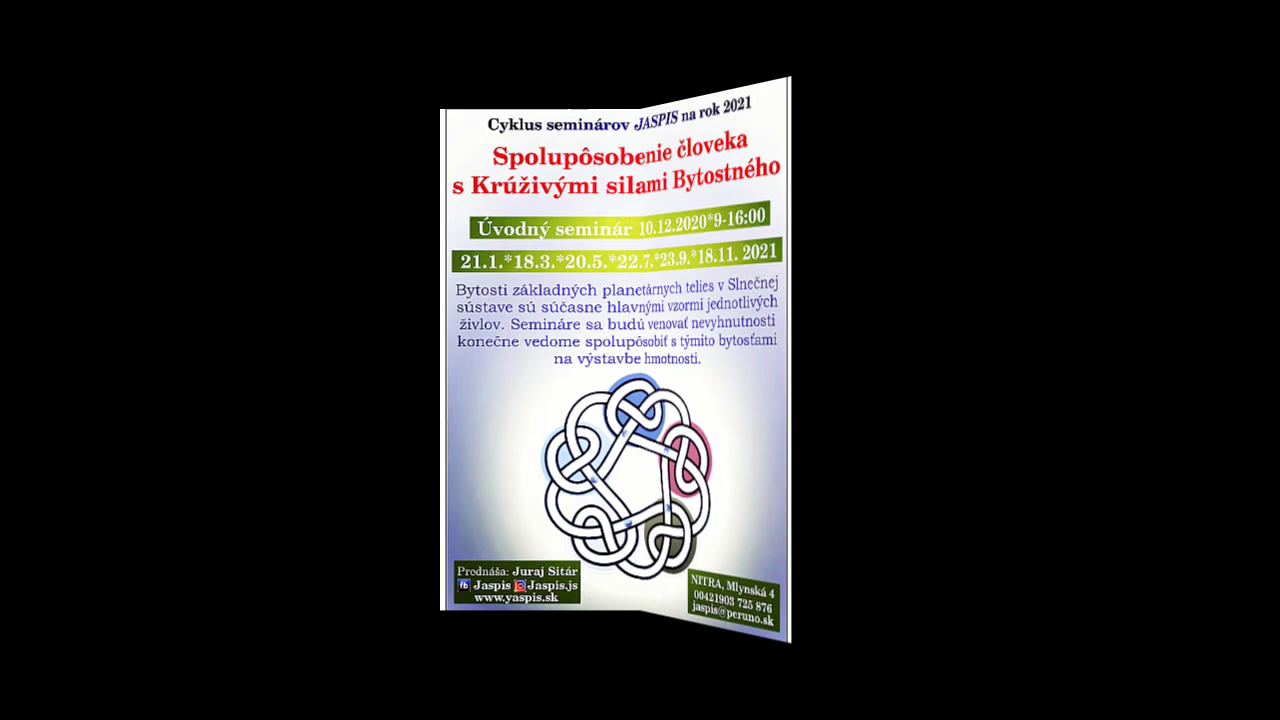 Cyklus seminárov JASPIS na rok 2021
Spolupôsobenie človeka
s Krúživými silami Bytostného
Úvodný seminár 10.12.2020*9-16:00
21.1.*18.3.*20.5.*22.7.*23.9.*18.11. 2021
Bytosti základných planetárnych telies v Slnečnej
sústave sú súčasne hlavnými vzormi jednotlivých
živlov. Semináre sa budú venovať nevyhnutnosti
konečne vedome spolupôsobiť s týmito bytosťami
na výstavbe hmotnosti.
Prednáša: Juraj Sitár
fb Jaspis Jaspis.js
www.yaspis.sk
NITRA, Mlynská 4
00421903 725 876
jaspis@peruno.sk